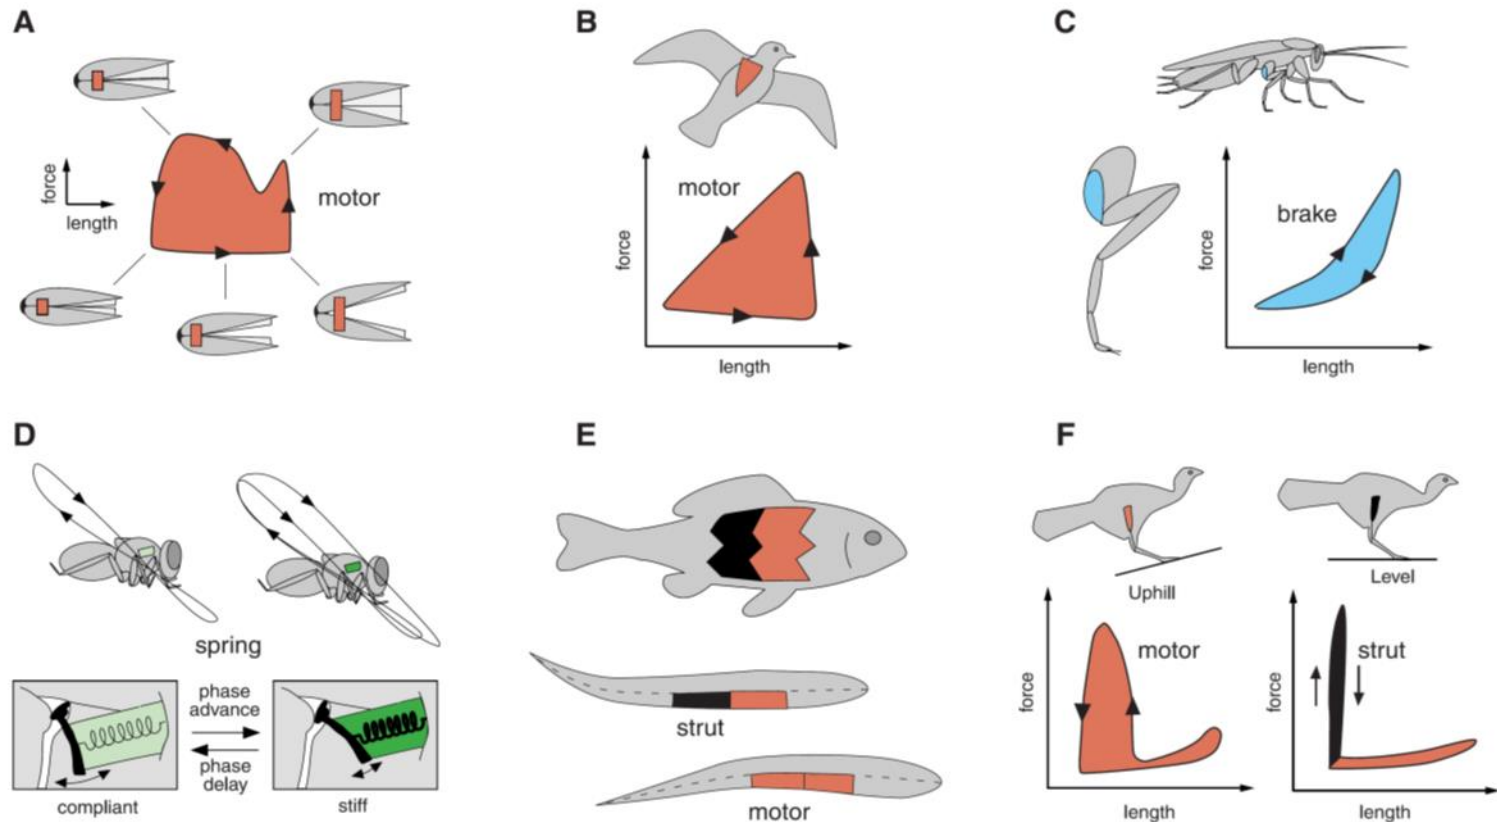 A
force
length
motor
B
motor
force
length
C
brake
force
length
D
spring
phase
advance
phase
delay
compliant
stiff
E
strut
motor
F
Uphill
Level
motor
force
length
strut
force
length